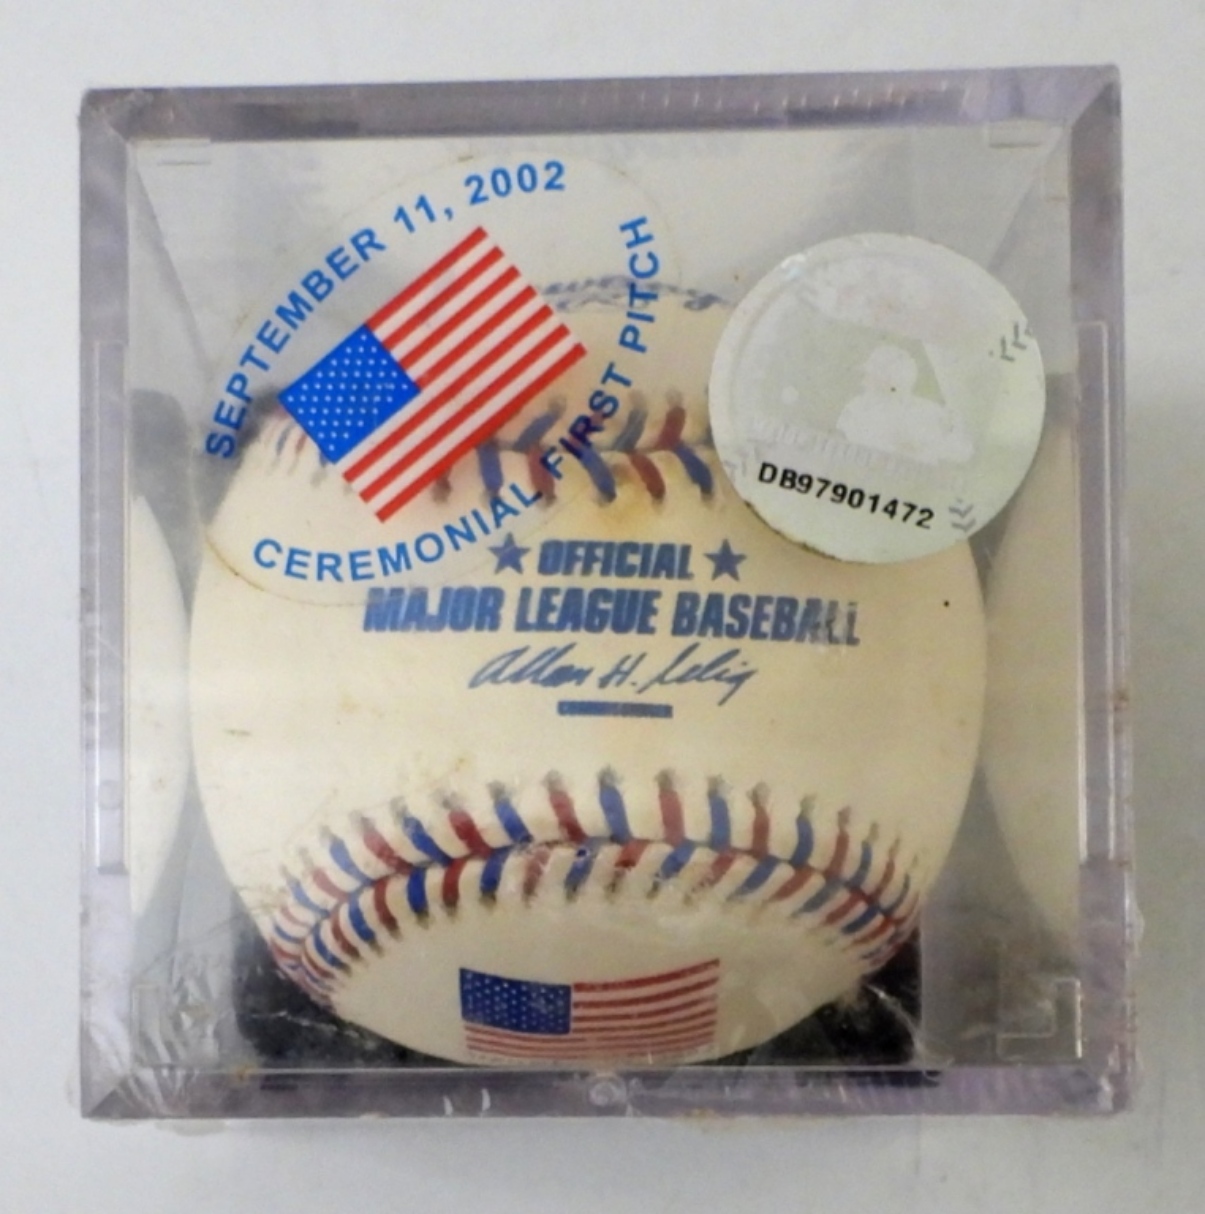 SEPTEMBER 11, 2002
CEREMONIAL FIRST PITCH
DB97901472
★ OFFICIAL ★
MAJOR LEAGUE BASEBALL
Allan H. Selig